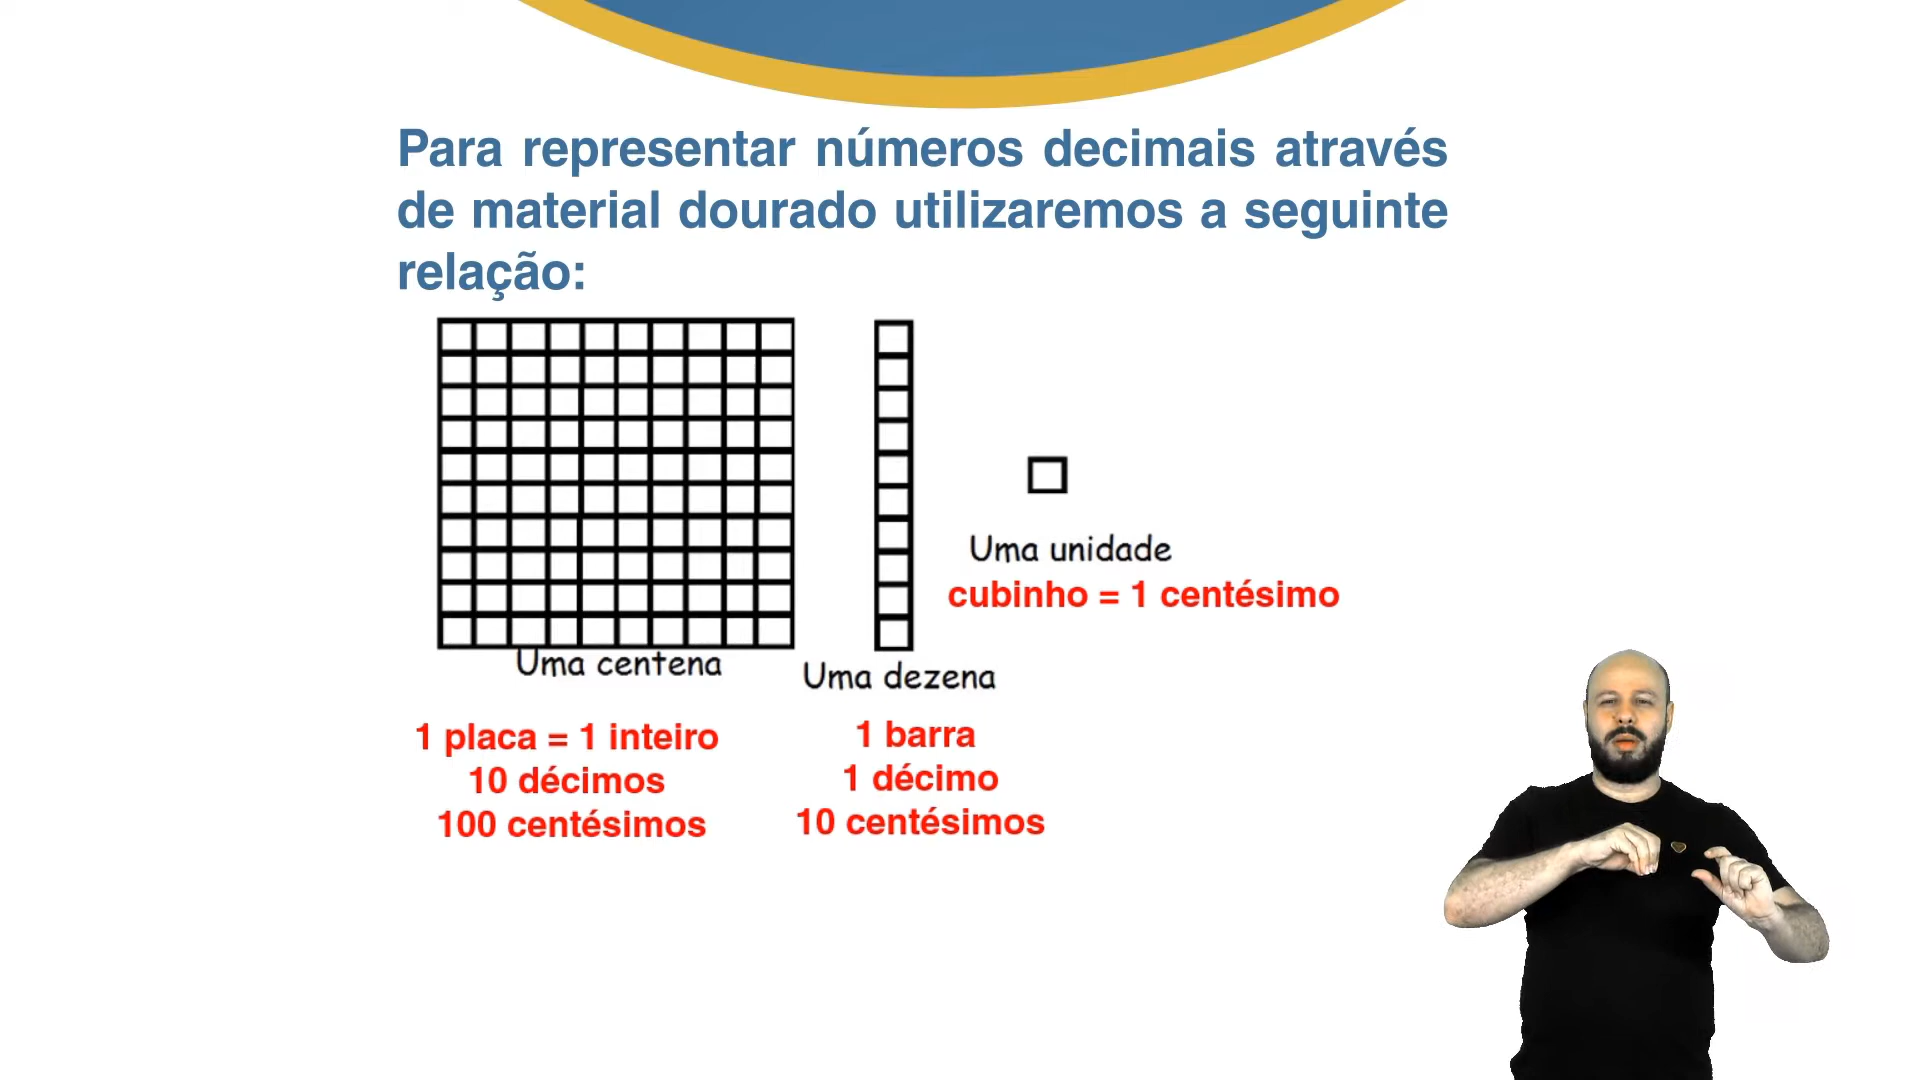 Para representar números decimais através
de material dourado utilizaremos a seguinte
relação:
Uma unidade
cubinho = 1 centésimo
Uma centena
Uma dezena
1 placa = 1 inteiro
10 décimos
100 centésimos
1 barra
1 décimo
10 centésimos